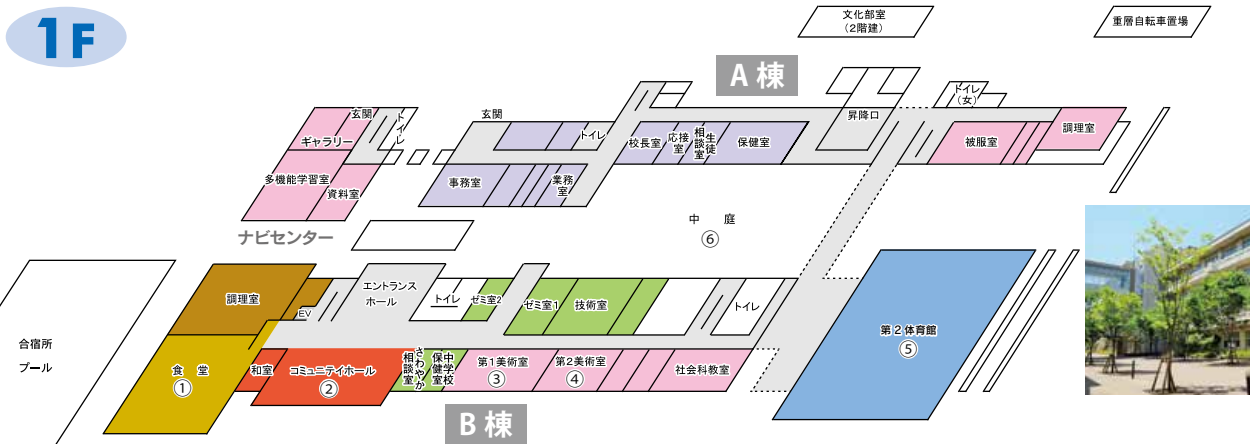 1F
文化部室
(2階建)
重層自転車置場
A棟
玄関
トイレ
ギャラリー
多機能学習室
資料室
ナビセンター
玄関
トイレ
事務室
業務室
校長室
応接室
生徒相談室
保健室
昇降口
トイレ
(女)
被服室
調理室
中庭
⑥
合宿所
プール
調理室
EV
エントランス
ホール
トイレ
ゼミ室2
ゼミ室1
技術室
トイレ
食堂
①
和室
コミュニテイホール
②
さわやか相談室
中学校保健室
第1美術室
③
第2美術室
④
社会科教室
第2体育館
⑤
B棟